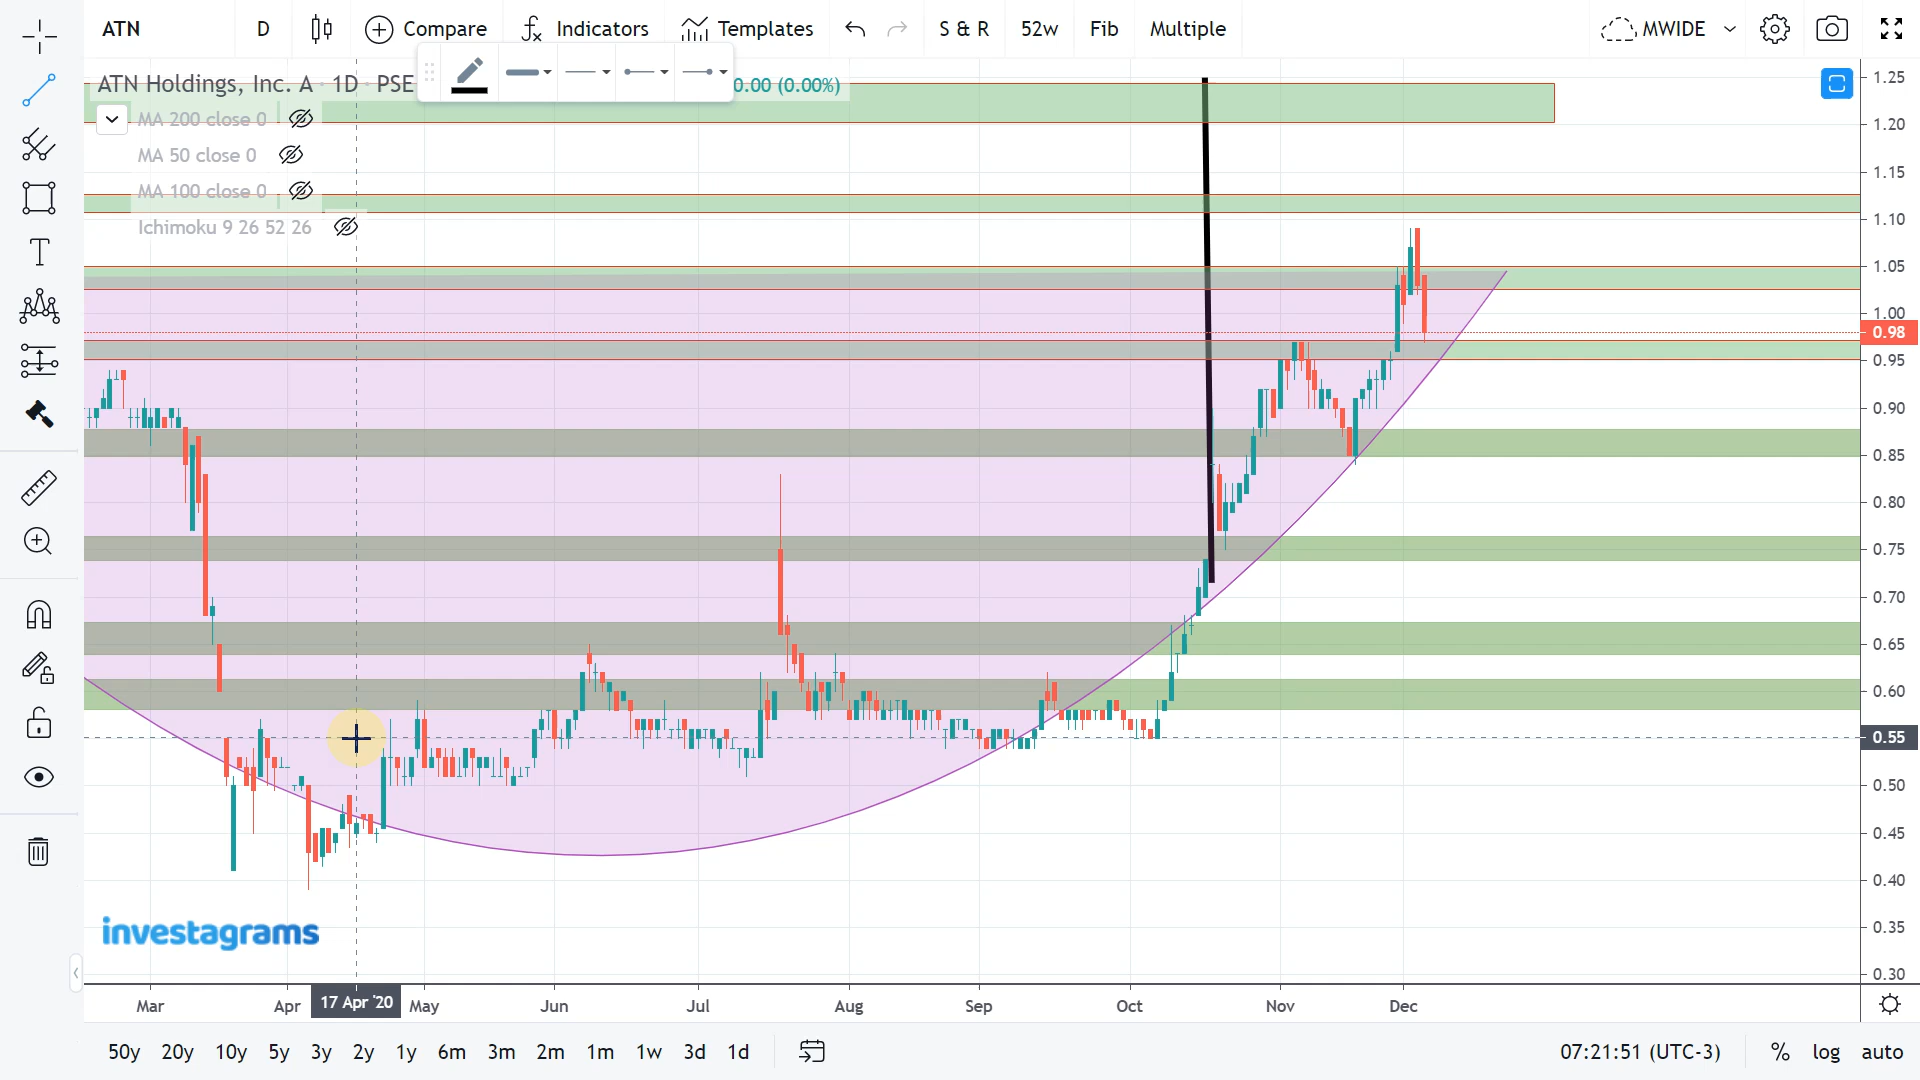 ATN D Compare Indicators Templates S & R 52w Fib Multiple MWIDE
ATN Holdings, Inc. A · 1D · PSE 0.00 (0.00%)
MA 200 close 0
MA 50 close 0
MA 100 close 0
Ichimoku 9 26 52 26
1.25
1.20
1.15
1.10
1.05
1.00
0.98
0.95
0.90
0.85
0.80
0.75
0.70
0.65
0.60
0.55
0.50
0.45
0.40
0.35
0.30
investagrams
Mar Apr 17 Apr '20 May Jun Jul Aug Sep Oct Nov Dec
50y 20y 10y 5y 3y 2y 1y 6m 3m 2m 1m 1w 3d 1d 07:21:51 (UTC-3) % log auto